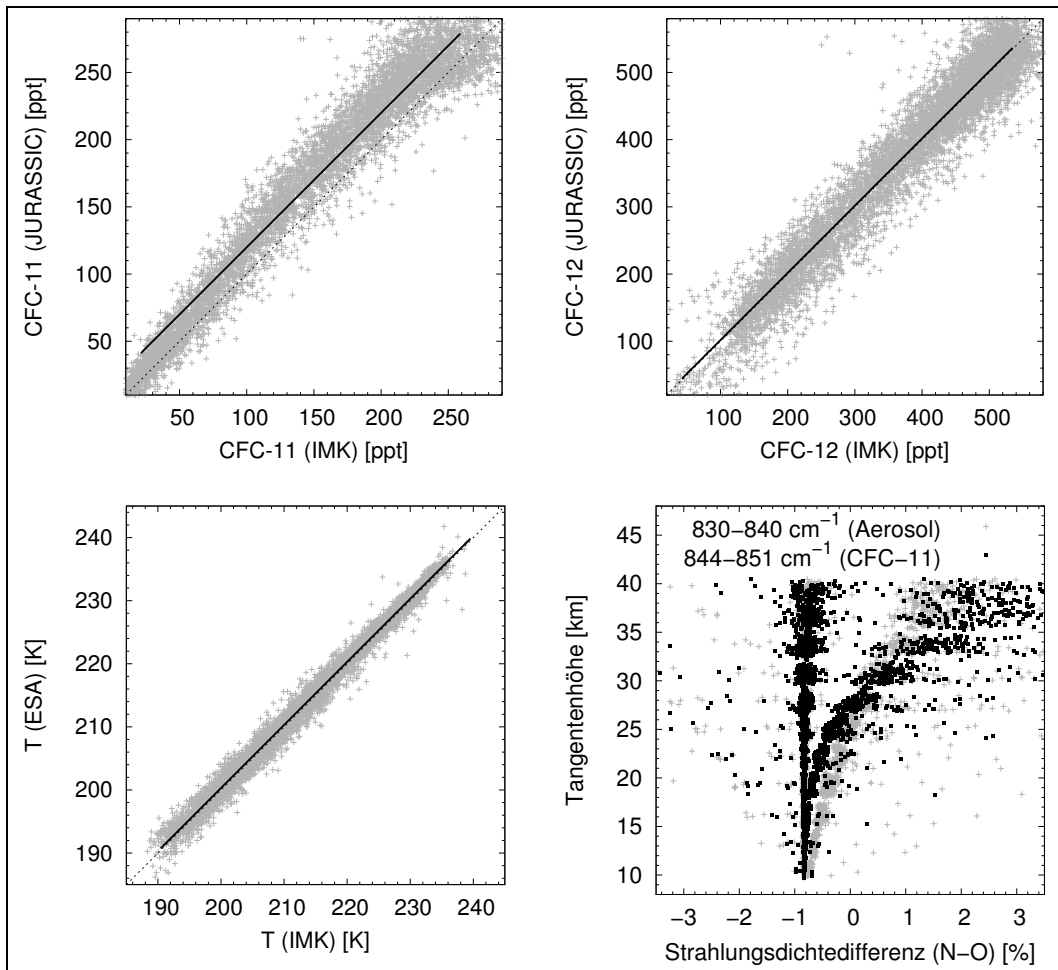 CFC-11 (JURASSIC) [ppt]
250
200
150
100
50
50 100 150 200 250
CFC-11 (IMK) [ppt]
CFC-12 (JURASSIC) [ppt]
500
400
300
200
100
100 200 300 400 500
CFC-12 (IMK) [ppt]
T (ESA) [K]
240
230
220
210
200
190
190 200 210 220 230 240
T (IMK) [K]
Tangentenhöhe [km]
830−840 cm⁻¹ (Aerosol)
844−851 cm⁻¹ (CFC−11)
45
40
35
30
25
20
15
10
−3 −2 −1 0 1 2 3
Strahlungsdichtedifferenz (N−O) [%]